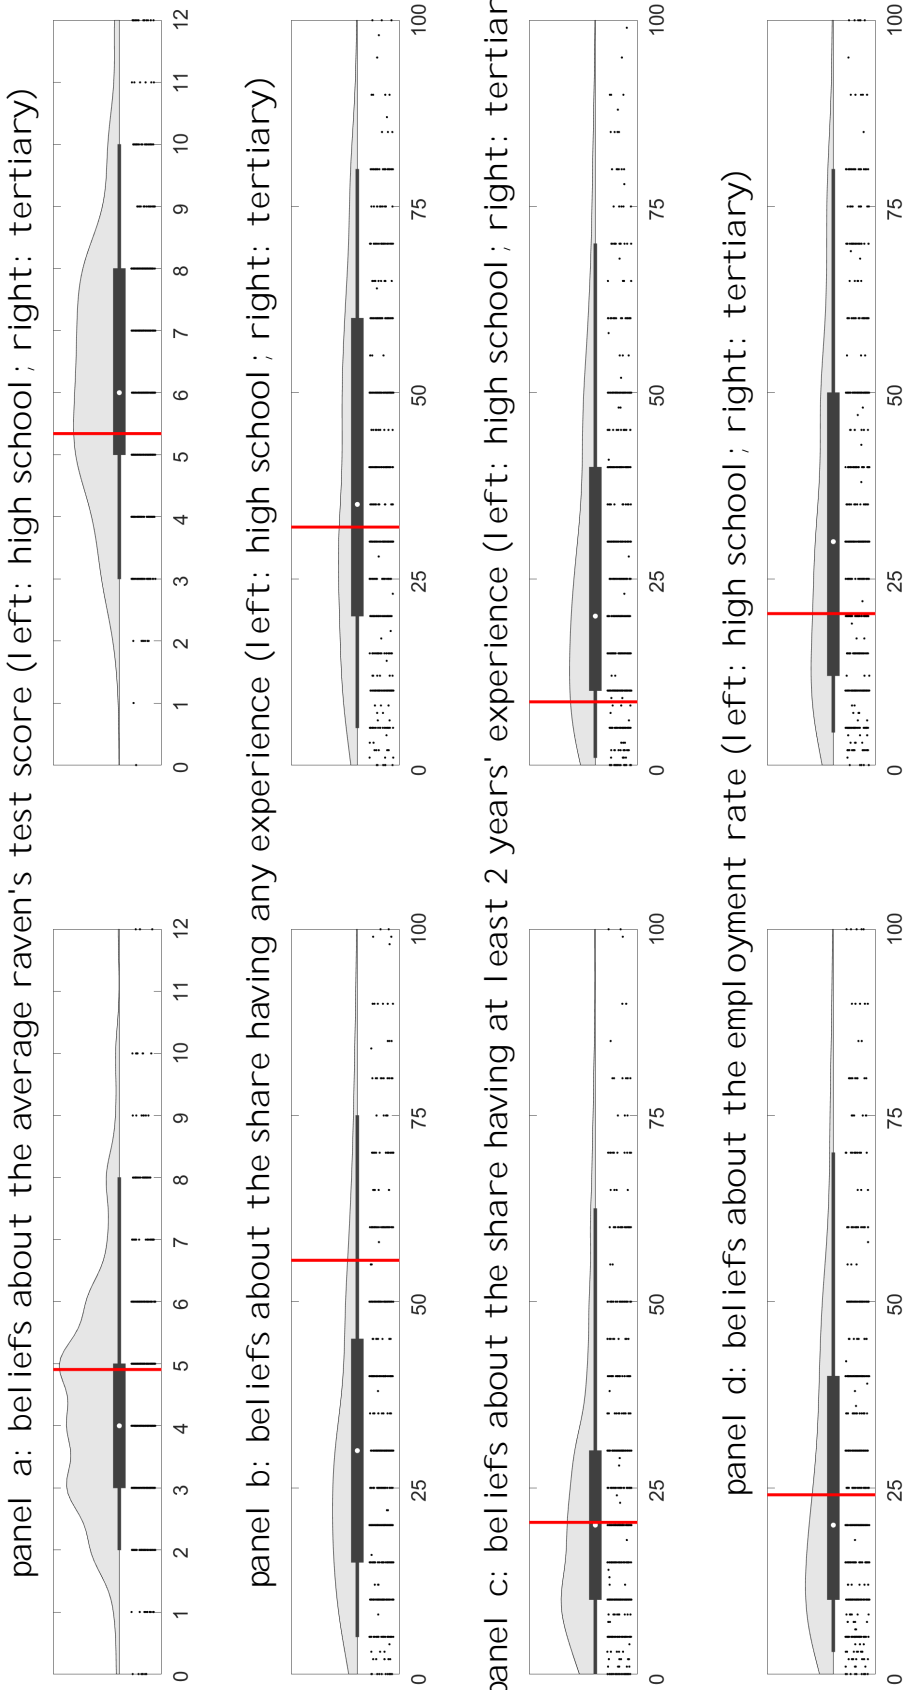 panel a: beliefs about the average raven's test score (left: high school; right: tertiary)
0 1 2 3 4 5 6 7 8 9 10 11 12
0 1 2 3 4 5 6 7 8 9 10 11 12
panel b: beliefs about the share having any experience (left: high school; right: tertiary)
0 25 50 75 100
0 25 50 75 100
panel c: beliefs about the share having at least 2 years' experience (left: high school; right: tertiar
0 25 50 75 100
0 25 50 75 100
panel d: beliefs about the employment rate (left: high school; right: tertiary)
0 25 50 75 100
0 25 50 75 100